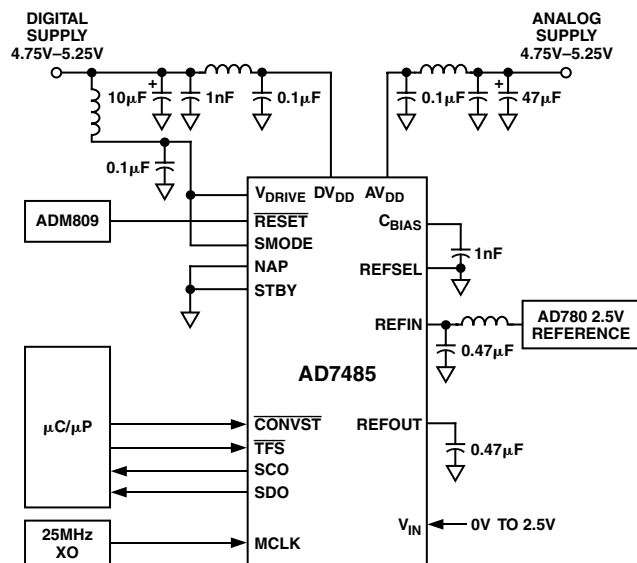 DIGITAL
SUPPLY
4.75V–5.25V
ANALOG
SUPPLY
4.75V–5.25V
10µF
+
1nF
0.1µF
0.1µF
+
47µF
0.1µF
VDRIVE
DVDD
AVDD
ADM809
RESET
SMODE
CBIAS
1nF
NAP
STBY
REFSEL
REFIN
AD780 2.5V
REFERENCE
0.47µF
AD7485
µC/µP
CONVST
TFS
SCO
SDO
REFOUT
0.47µF
VIN
0V TO 2.5V
25MHz
XO
MCLK